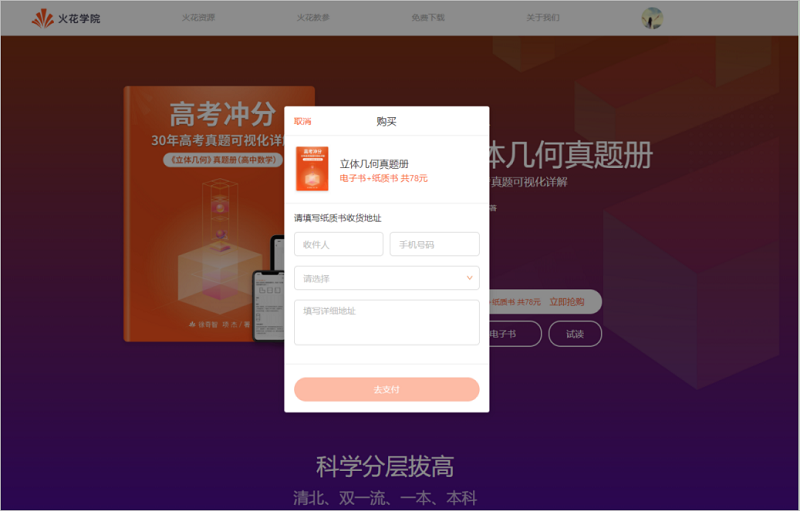 火花学院
火花资源 火花教参 免费下载 关于我们
高考冲分
30年高考真题可视化详解
《立体几何》真题册(高中数学)
取消 购买
高考冲分
立体几何真题册
电子书+纸质书 共78元
请填写纸质书收货地址
收件人 手机号码
请选择
填写详细地址
去支付
体几何真题册
真题可视化详解
+纸质书 共78元 立即抢购
电子书 试读
科学分层拔高
清北、双一流、一本、本科